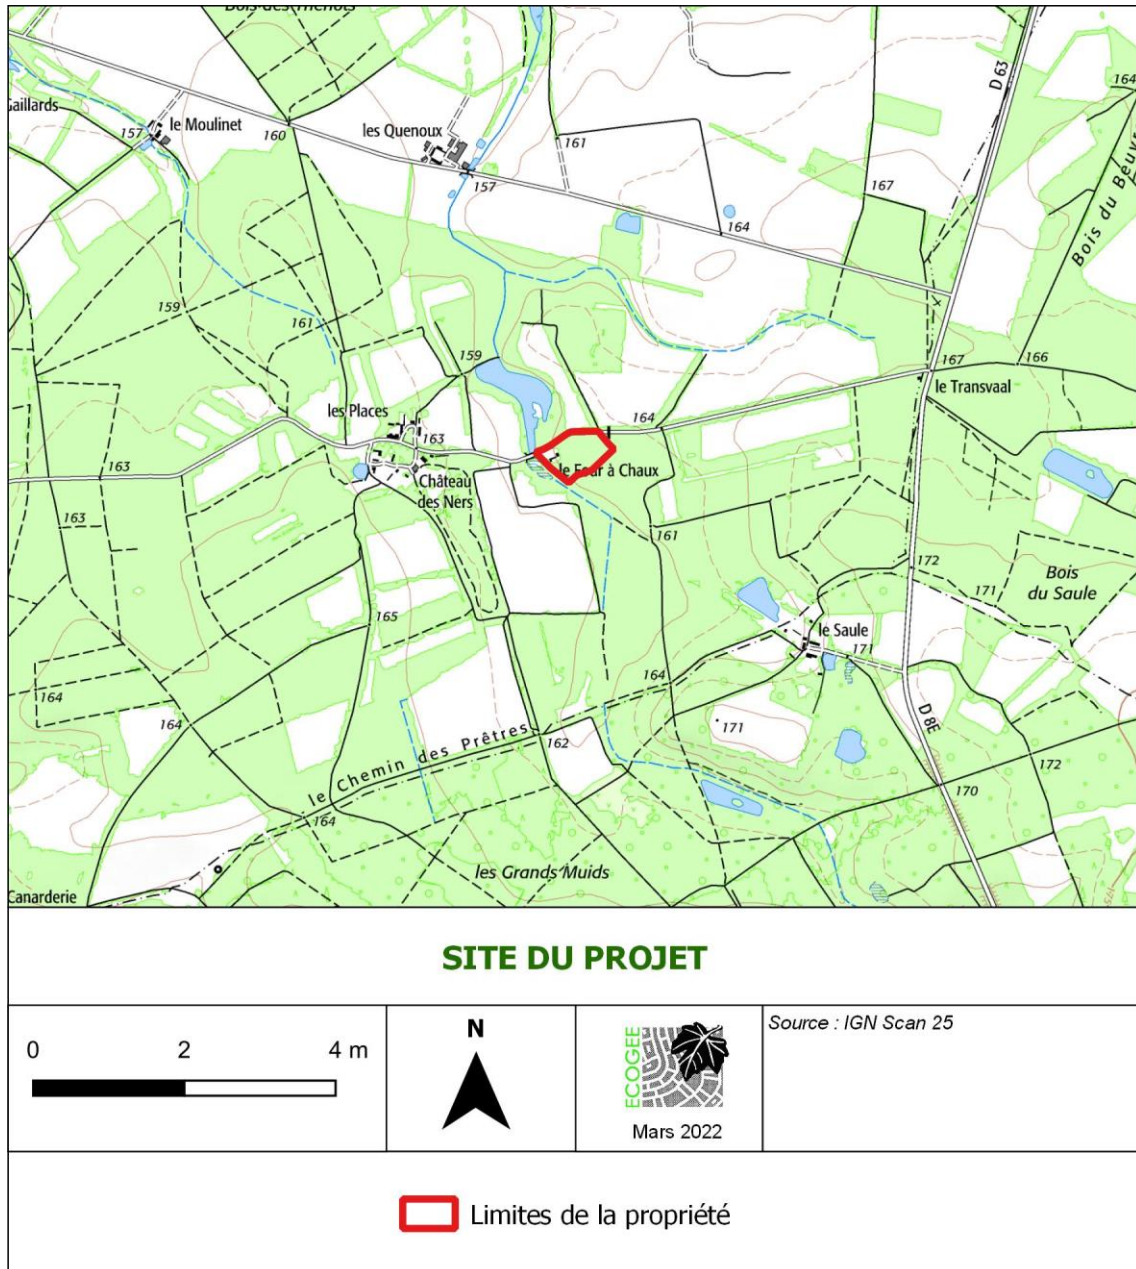 Bois des Thénots
D 63
164
Gaillards
157
le Moulinet
160
les Quenoux
157
161
167
164
Bois du Beuv
159
161
159
167
166
le Transvaal
les Places
163
164
163
le Four à Chaux
Château
des Ners
163
161
172
171
Bois
du Saule
165
le Saule
171
164
164
164
D 8E
171
le Chemin des Prêtres
162
172
170
164
les Grands Muids
Canarderie
175
SITE DU PROJET
0 2 4 m
N
ECOGEE
Mars 2022
Source : IGN Scan 25
Limites de la propriété